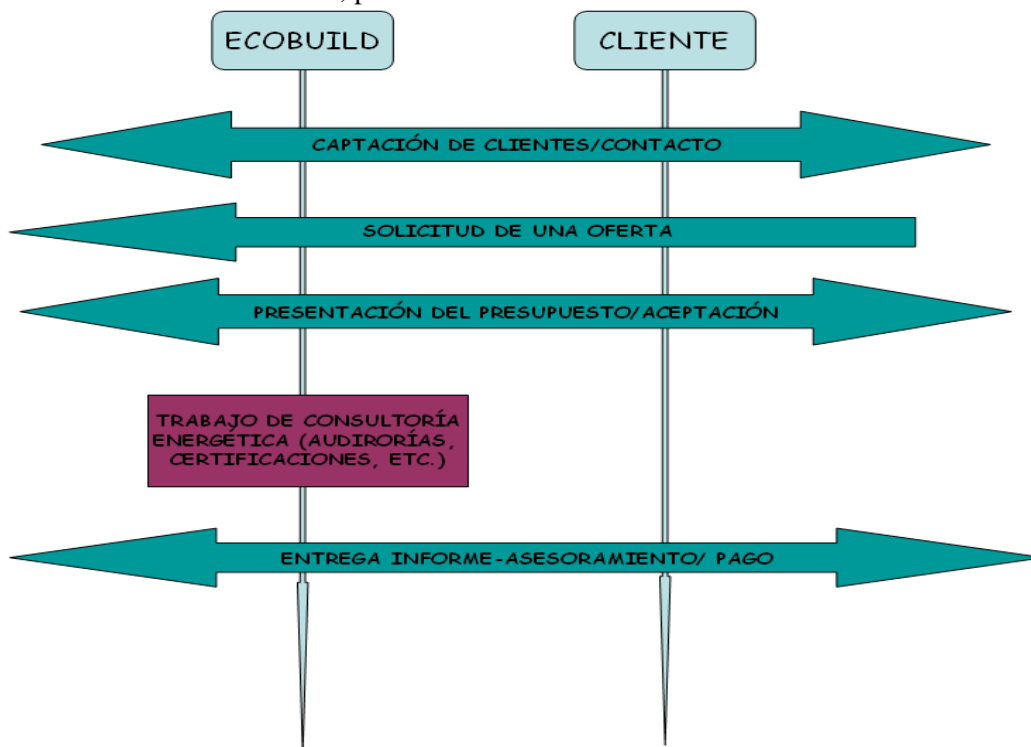 ECOBUILD
CLIENTE
CAPTACIÓN DE CLIENTES/CONTACTO
SOLICITUD DE UNA OFERTA
PRESENTACIÓN DEL PRESUPUESTO/ACEPTACIÓN
TRABAJO DE CONSULTORÍA
ENERGÉTICA (AUDIRORÍAS,
CERTIFICACIONES, ETC.)
ENTREGA INFORME-ASESORAMIENTO/ PAGO